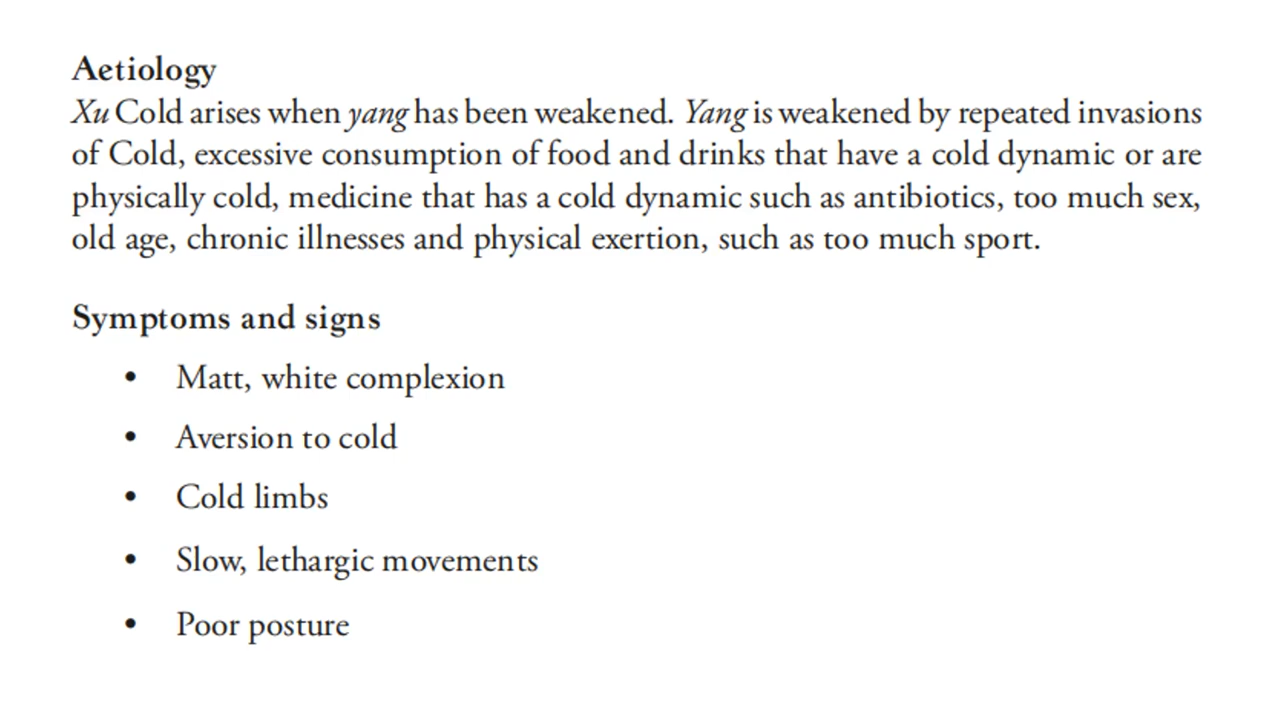 Aetiology
Xu Cold arises when yang has been weakened. Yang is weakened by repeated invasions
of Cold, excessive consumption of food and drinks that have a cold dynamic or are
physically cold, medicine that has a cold dynamic such as antibiotics, too much sex,
old age, chronic illnesses and physical exertion, such as too much sport.
Symptoms and signs
• Matt, white complexion
• Aversion to cold
• Cold limbs
• Slow, lethargic movements
• Poor posture